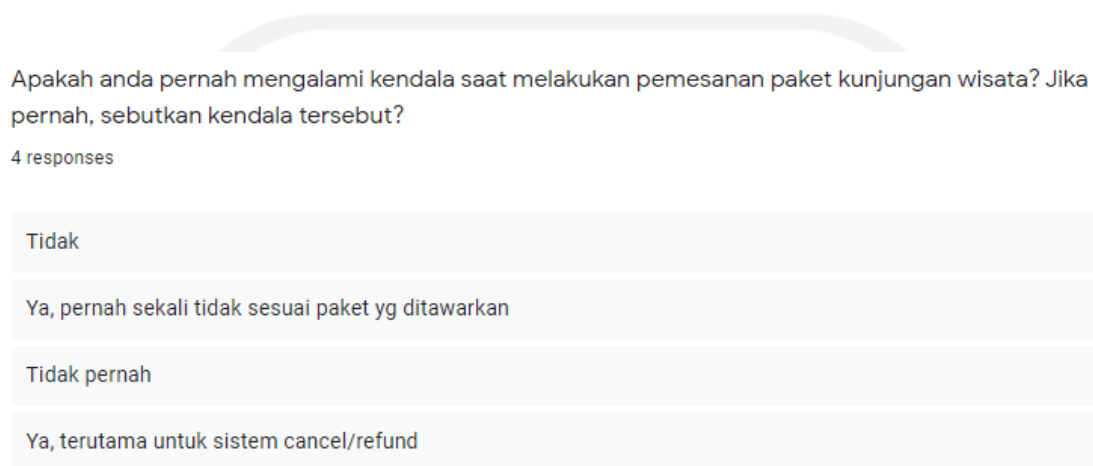 Apakah anda pernah mengalami kendala saat melakukan pemesanan paket kunjungan wisata? Jika
pernah, sebutkan kendala tersebut?
4 responses
Tidak
Ya, pernah sekali tidak sesuai paket yg ditawarkan
Tidak pernah
Ya, terutama untuk sistem cancel/refund